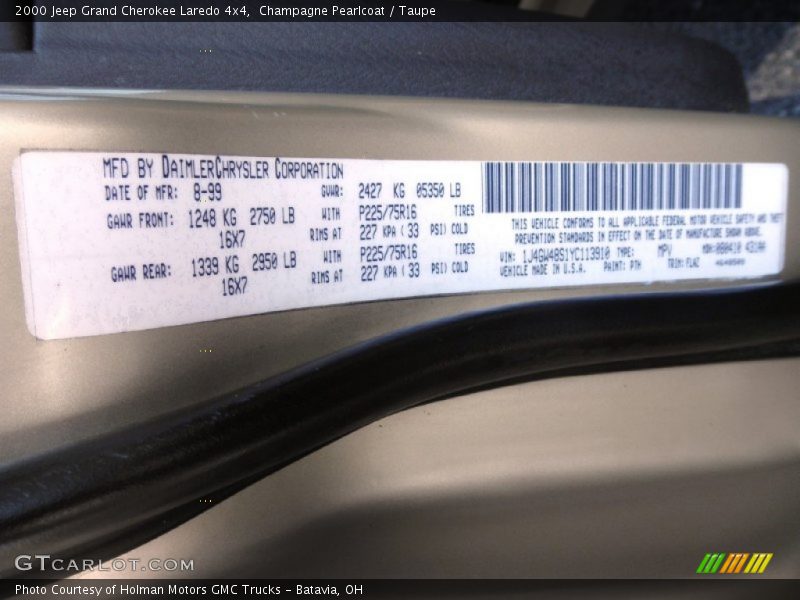 2000 Jeep Grand Cherokee Laredo 4x4,  Champagne Pearlcoat / Taupe
MFD BY DAIMLERCHRYSLER CORPORATION
DATE OF MFR: 8-99 GVWR: 2427 KG 05350 LB
GAWR FRONT: 1248 KG 2750 LB WITH P225/75R16 TIRES
16X7 RIMS AT 227 KPA ( 33 PSI) COLD
GAWR REAR: 1339 KG 2950 LB WITH P225/75R16 TIRES
16X7 RIMS AT 227 KPA ( 33 PSI) COLD
THIS VEHICLE CONFORMS TO ALL APPLICABLE FEDERAL MOTOR VEHICLE SAFETY AND THEFT
PREVENTION STANDARDS IN EFFECT ON THE DATE OF MANUFACTURE SHOWN ABOVE.
VIN: 1J4GW48S1YC113910 TYPE: MPV MDH:
VEHICLE MADE IN U.S.A. PAINT: PTH TRIM: FLAZ
GTCARLOT.COM
Photo Courtesy of Holman Motors GMC Trucks – Batavia, OH